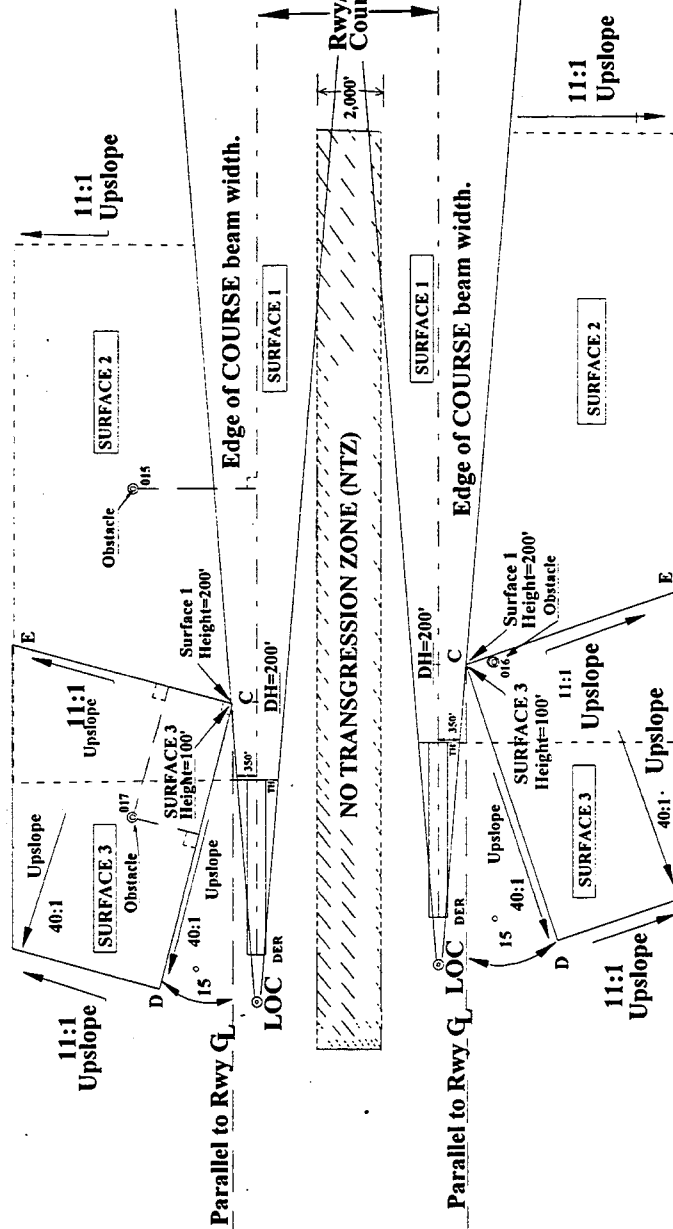 11:1
Upslope
Rwy/
Cour
2,000'
11:1
Upslope
SURFACE 2
Edge of COURSE beam width.
SURFACE 1
SURFACE 1
Edge of COURSE beam width.
SURFACE 2
Obstacle
015
E
11:1
Upslope
Surface 1
Height=200'
C
DH=200'
NO TRANSGRESSION ZONE (NTZ)
DH=200'
C
Surface 1
Height=200'
Obstacle
016
E
11:1
Upslope
017
Obstacle
SURFACE 3
Height=100'
350'
TH
350'
TH
SURFACE 3
Height=100'
Upslope
40:1
SURFACE 3
Upslope
40:1
Upslope
40:1
SURFACE 3
Upslope
40:1
D
15°
DER
LOC
DER
LOC
15°
D
11:1
Upslope
11:1
Upslope
Parallel to Rwy CL
Parallel to Rwy CL